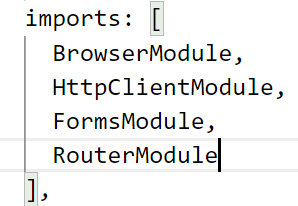 imports: [
BrowserModule,
HttpClientModule,
FormsModule,
RouterModule
],